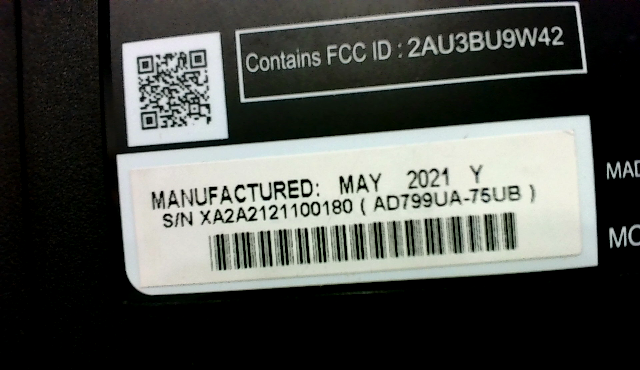 Contains FCC ID : 2AU3BU9W42
MANUFACTURED: MAY 2021 Y
S/N XA2A2121100180 ( AD799UA-75UB )